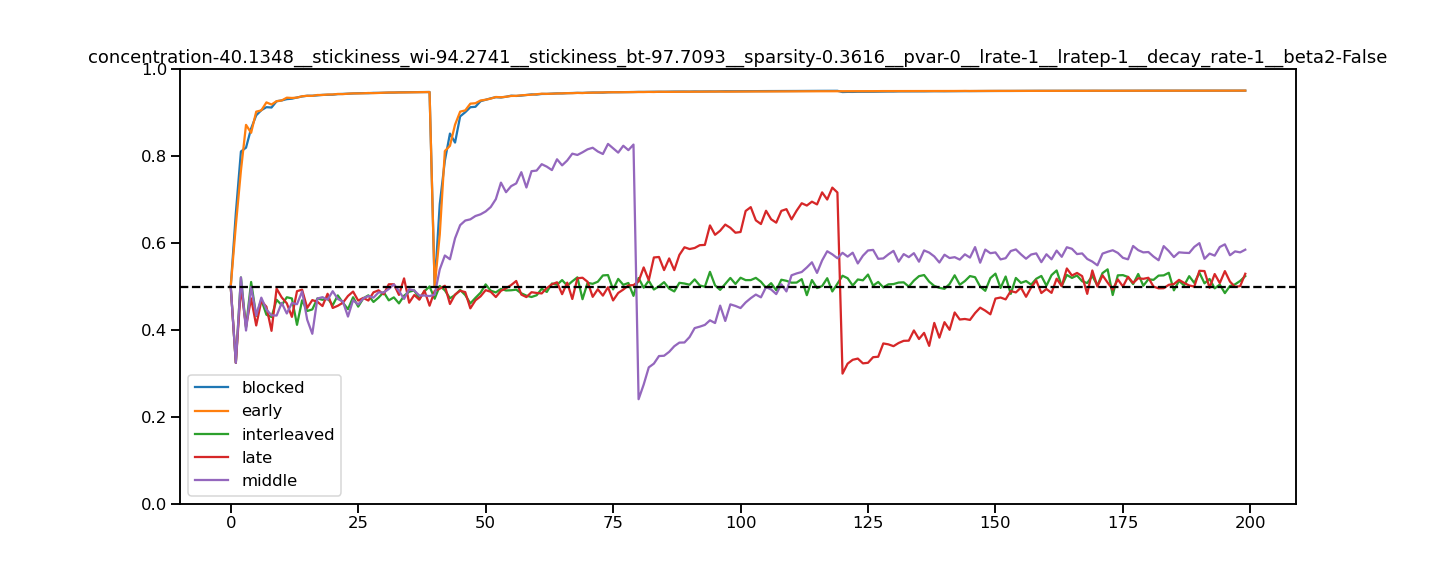 concentration-40.1348__stickiness_wi-94.2741__stickiness_bt-97.7093__sparsity-0.3616__pvar-0__lrate-1__lratep-1__decay_rate-1__beta2-False
1.0
0.8
0.6
0.4
0.2
0.0
blocked
early
interleaved
late
middle
0 25 50 75 100 125 150 175 200